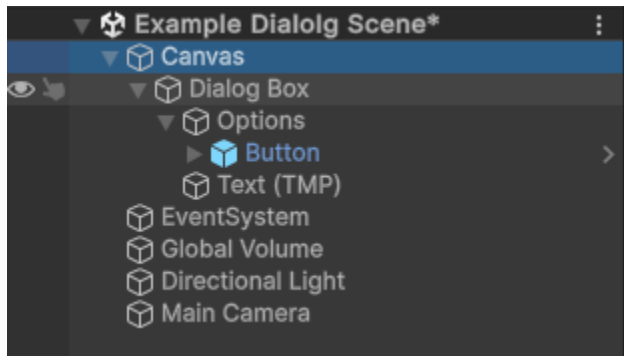 Example Dialolg Scene*
Canvas
Dialog Box
Options
Button
Text (TMP)
EventSystem
Global Volume
Directional Light
Main Camera